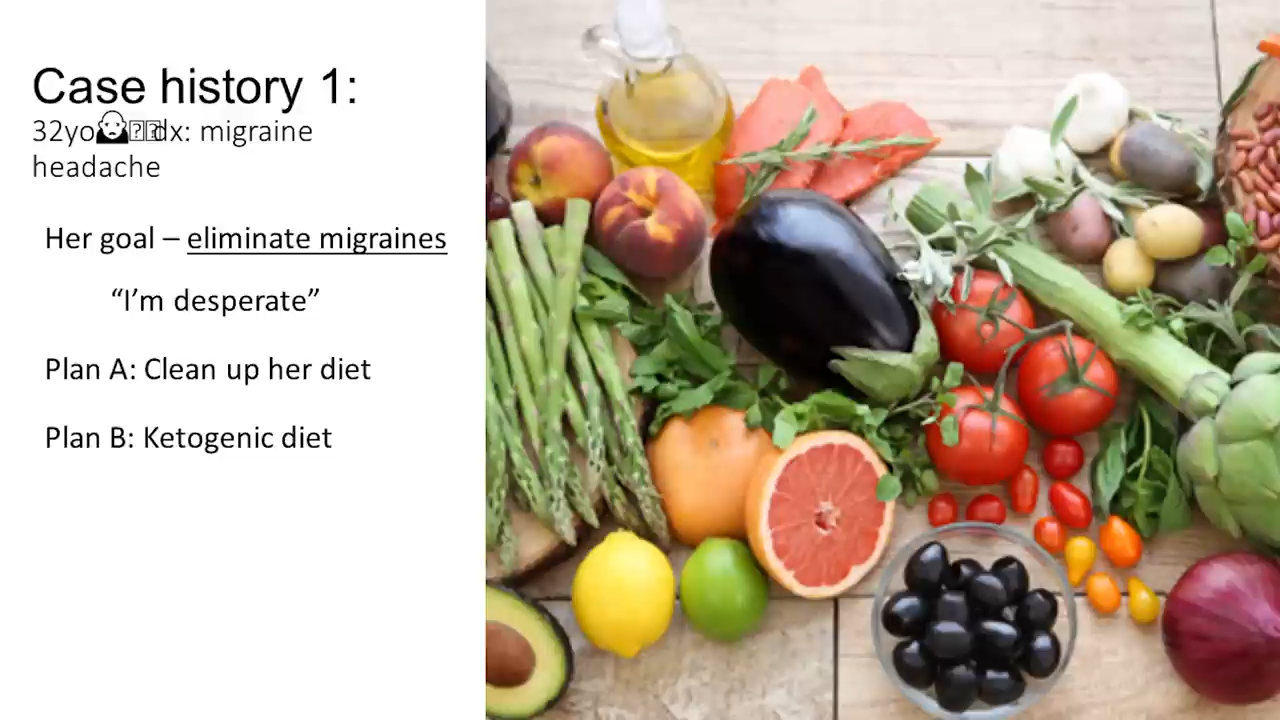 Case history 1:
32yo dx: migraine
headache
Her goal – eliminate migraines
“I’m desperate”
Plan A: Clean up her diet
Plan B: Ketogenic diet